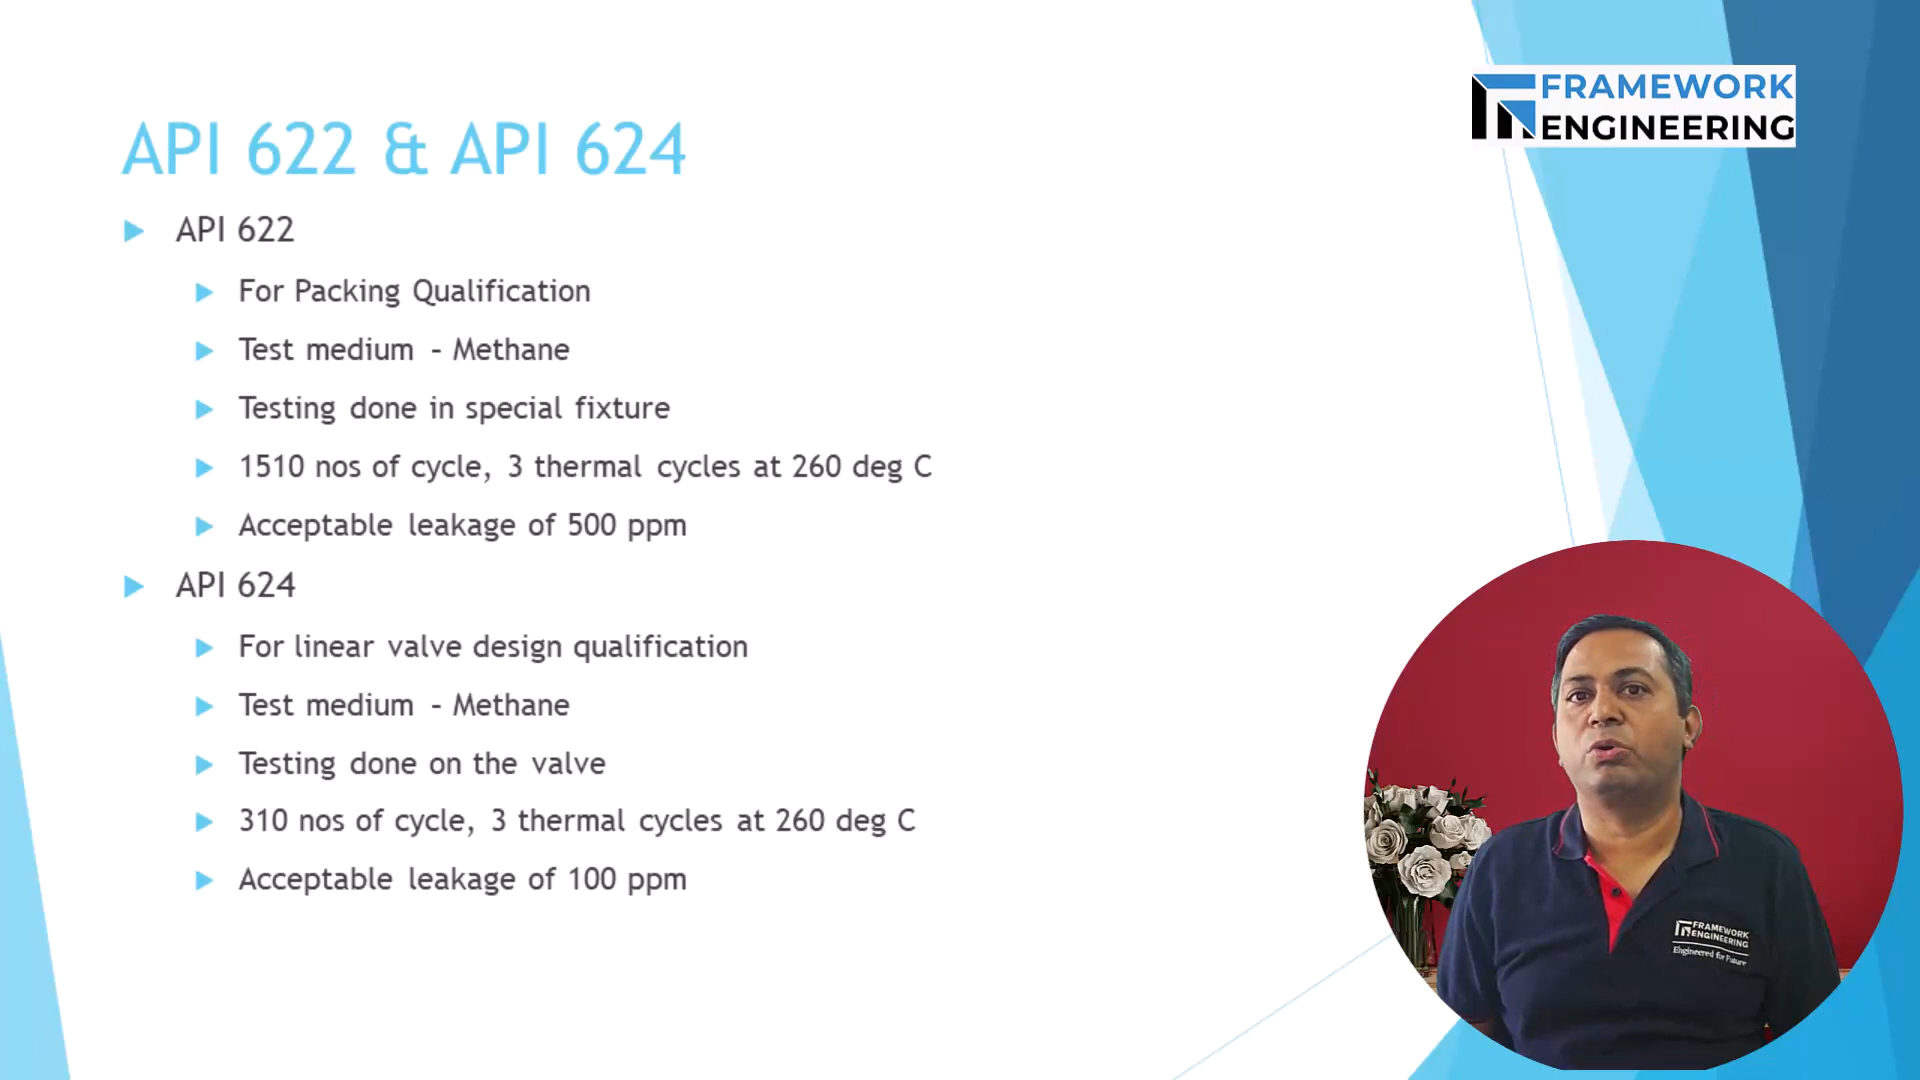 FRAMEWORK
ENGINEERING
API 622 & API 624
API 622
For Packing Qualification
Test medium – Methane
Testing done in special fixture
1510 nos of cycle, 3 thermal cycles at 260 deg C
Acceptable leakage of 500 ppm
API 624
For linear valve design qualification
Test medium – Methane
Testing done on the valve
310 nos of cycle, 3 thermal cycles at 260 deg C
Acceptable leakage of 100 ppm
FRAMEWORK
ENGINEERING
Engineered for Future